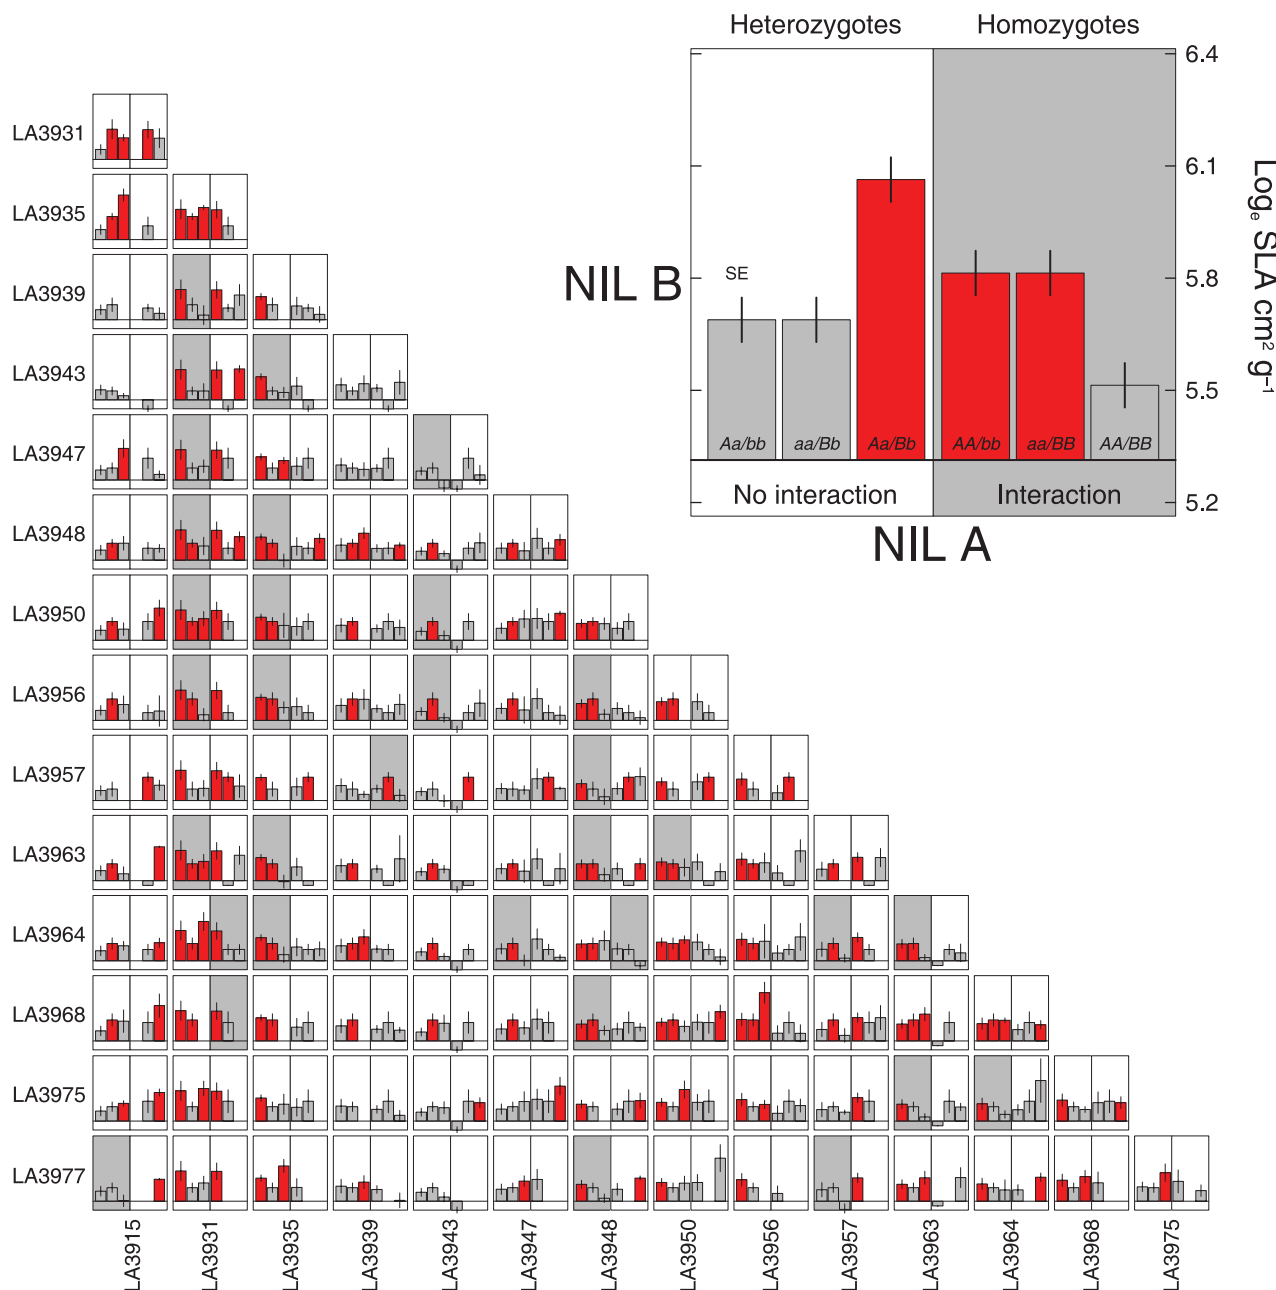 Heterozygotes Homozygotes
6.4
6.1
5.8
5.5
5.2
Logₑ SLA cm² g⁻¹
NIL B
SE
Aa/bb aa/Bb Aa/Bb AA/bb aa/BB AA/BB
No interaction Interaction
NIL A
LA3931
LA3935
LA3939
LA3943
LA3947
LA3948
LA3950
LA3956
LA3957
LA3963
LA3964
LA3968
LA3975
LA3977
LA3915
LA3931
LA3935
LA3939
LA3943
LA3947
LA3948
LA3950
LA3956
LA3957
LA3963
LA3964
LA3968
LA3975